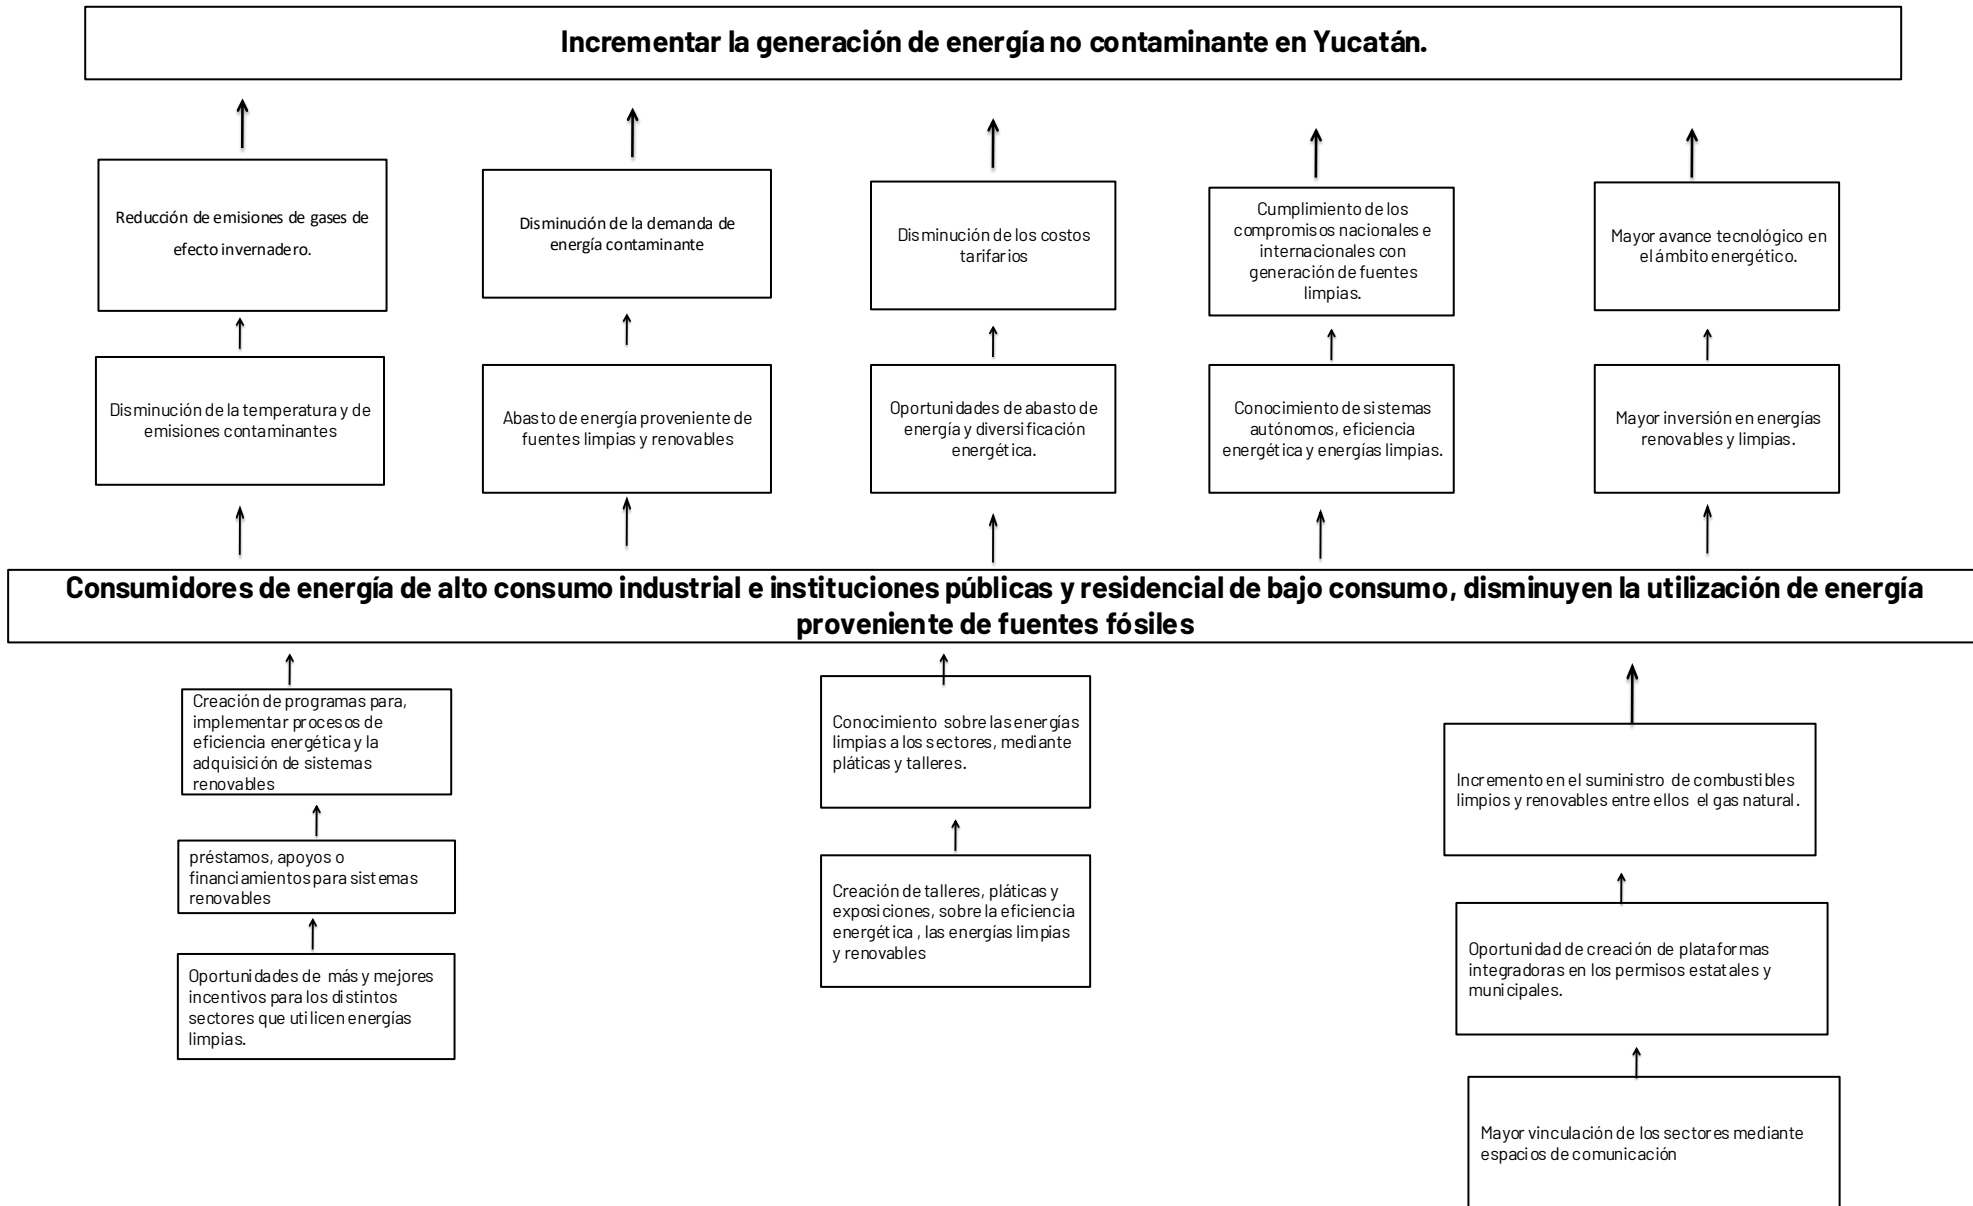 Incrementar la generación de energía no contaminante en Yucatán.
Reducción de emisiones de gases de
efecto invernadero.
Disminución de la demanda de
energía contaminante
Disminución de los costos
tarifarios
Cumplimiento de los
compromisos nacionales e
internacionales con
generación de fuentes
limpias.
Mayor avance tecnológico en
el ámbito energético.
Disminución de la temperatura y de
emisiones contaminantes
Abasto de energía proveniente de
fuentes limpias y renovables
Oportunidades de abasto de
energía y diversificación
energética.
Conocimiento de sistemas
autónomos, eficiencia
energética y energías limpias.
Mayor inversión en energías
renovables y limpias.
Consumidores de energía de alto consumo industrial e instituciones públicas y residencial de bajo consumo, disminuyen la utilización de energía
proveniente de fuentes fósiles
Creación de programas para,
implementar procesos de
eficiencia energética y la
adquisición de sistemas
renovables
préstamos, apoyos o
financiamientos para sistemas
renovables
Oportunidades de más y mejores
incentivos para los distintos
sectores que utilicen energías
limpias.
Conocimiento sobre las energías
limpias a los sectores, mediante
pláticas y talleres.
Creación de talleres, pláticas y
exposiciones, sobre la eficiencia
energética , las energías limpias
y renovables
Incremento en el suministro de combustibles
limpios y renovables entre ellos el gas natural.
Oportunidad de creación de plataformas
integradoras en los permisos estatales y
municipales.
Mayor vinculación de los sectores mediante
espacios de comunicación